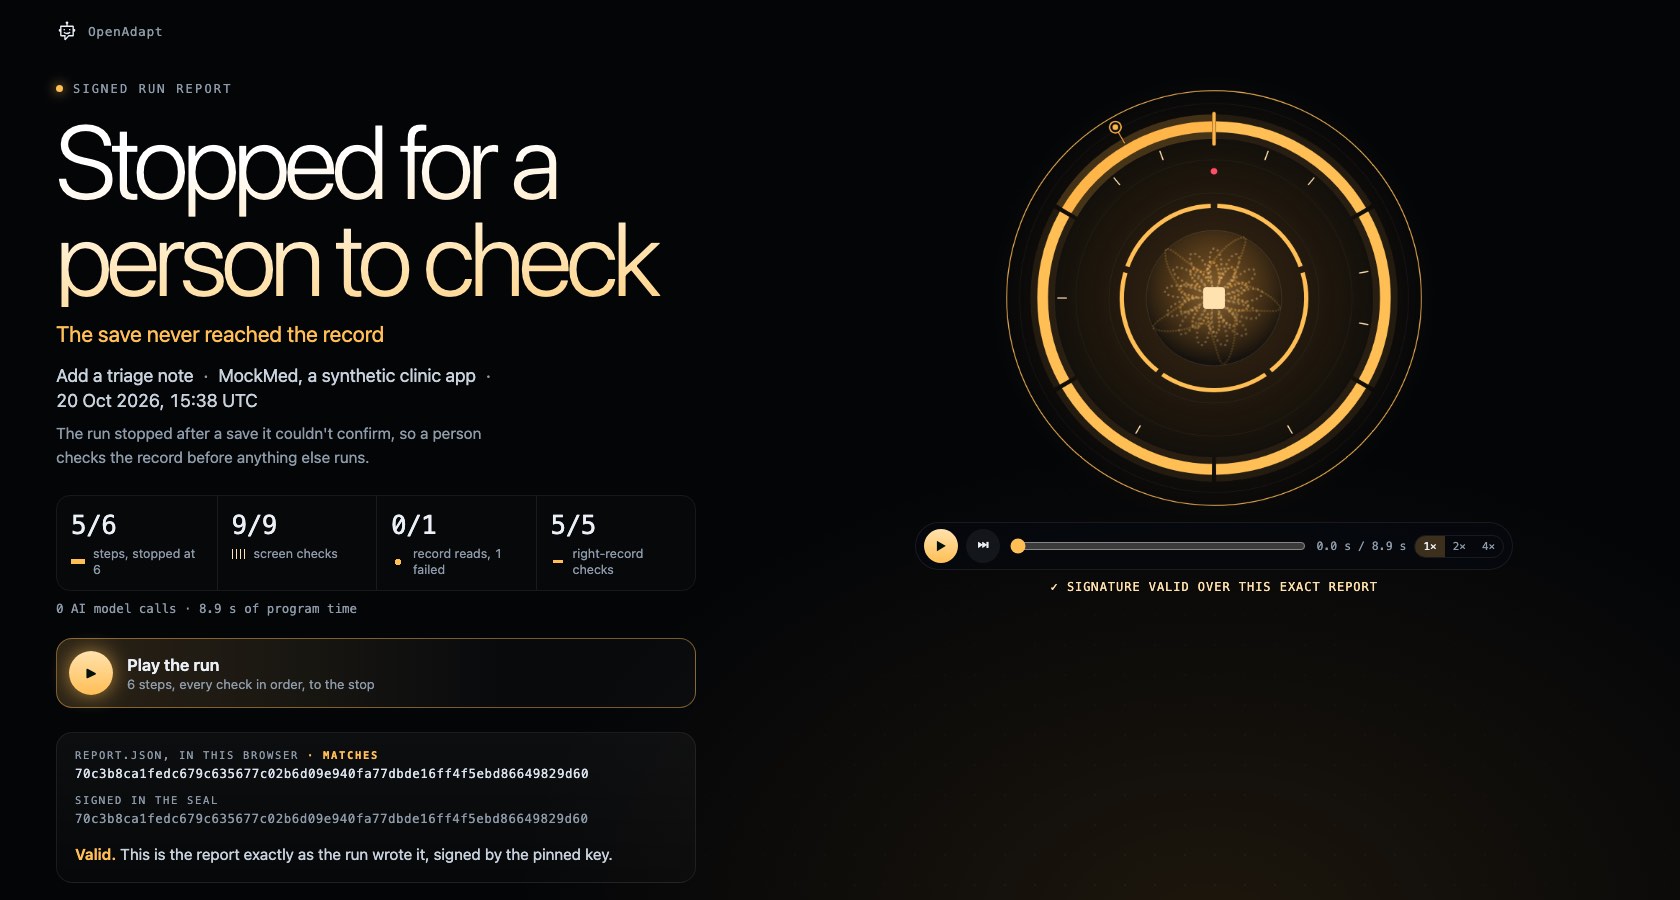 OpenAdapt
SIGNED RUN REPORT
Stopped for a
person to check
The save never reached the record
Add a triage note · MockMed, a synthetic clinic app ·
20 Oct 2026, 15:38 UTC
The run stopped after a save it couldn't confirm, so a person
checks the record before anything else runs.
5/6
steps, stopped at
6
9/9
screen checks
0/1
record reads, 1
failed
5/5
right-record
checks
0 AI model calls · 8.9 s of program time
Play the run
6 steps, every check in order, to the stop
REPORT.JSON, IN THIS BROWSER · MATCHES
70c3b8ca1fedc679c635677c02b6d09e940fa77dbde16ff4f5ebd86649829d60
SIGNED IN THE SEAL
70c3b8ca1fedc679c635677c02b6d09e940fa77dbde16ff4f5ebd86649829d60
Valid. This is the report exactly as the run wrote it, signed by the pinned key.
0.0 s / 8.9 s 1× 2× 4×
✓ SIGNATURE VALID OVER THIS EXACT REPORT